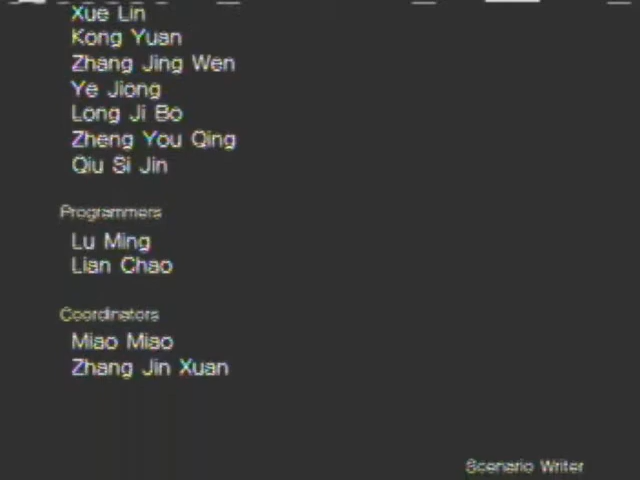 Xue Lin
Kong Yuan
Zhang Jing Wen
Ye Jiong
Long Ji Bo
Zheng You Qing
Qiu Si Jin
Programmers
Lu Ming
Lian Chao
Coordinators
Miao Miao
Zhang Jin Xuan
Scenario Writer